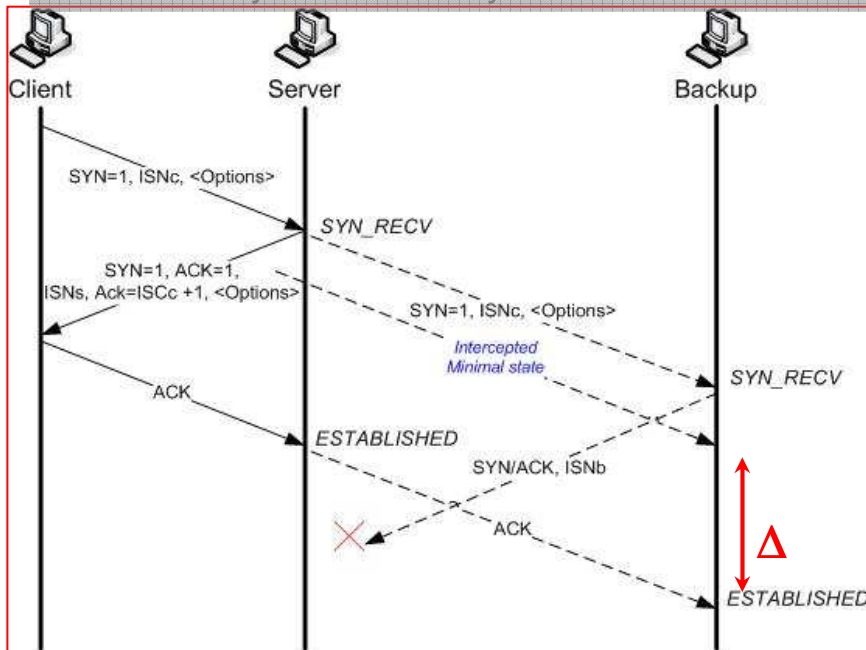 Client
Server
Backup
SYN=1, ISNc, <Options>
SYN_RECV
SYN=1, ACK=1,
ISNs, Ack=ISCc +1, <Options>
SYN=1, ISNc, <Options>
Intercepted
Minimal state
SYN_RECV
ACK
ESTABLISHED
SYN/ACK, ISNb
ACK
Δ
ESTABLISHED